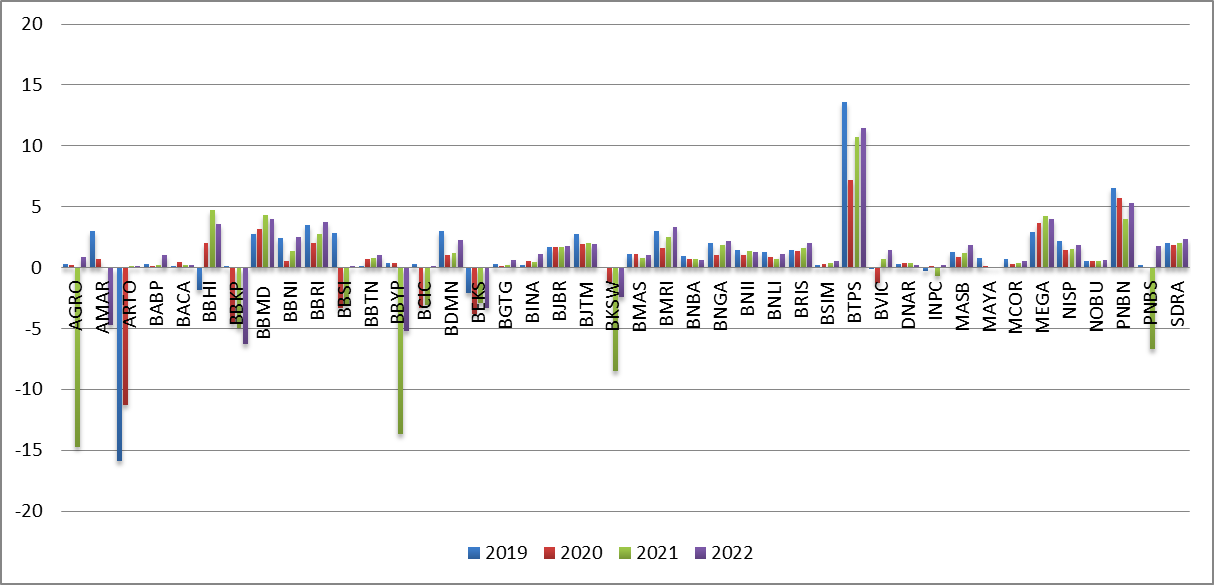 20
15
10
5
0
-5
-10
-15
-20
AGRO
AMAR
ARTO
BABP
BACA
BBHI
BBKP
BBMD
BBNI
BBRI
BBSI
BBTN
BBYP
BCIC
BDMN
BEKS
BGTG
BINA
BJBR
BJTM
BKSW
BMAS
BMRI
BNBA
BNGA
BNII
BNLI
BRIS
BSIM
BTPS
BVIC
DNAR
INPC
MASB
MAYA
MCOR
MEGA
NISP
NOBU
PNBN
PNBS
SDRA
2019 2020 2021 2022